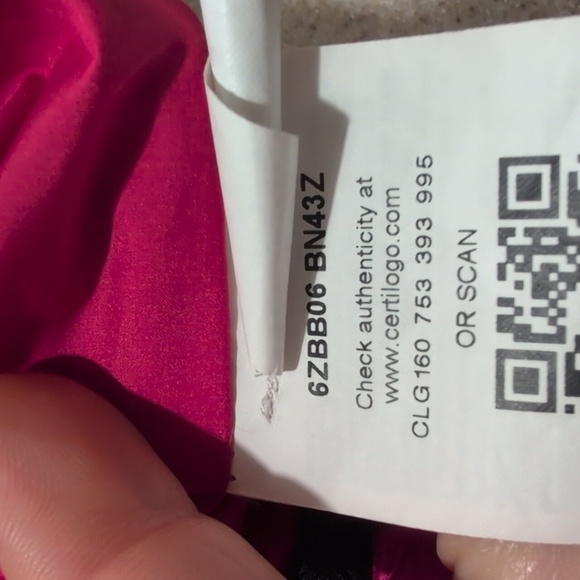 6ZBB06 BN43Z
Check authenticity at
www.certilogo.com
CLG160 753 393 995
OR SCAN